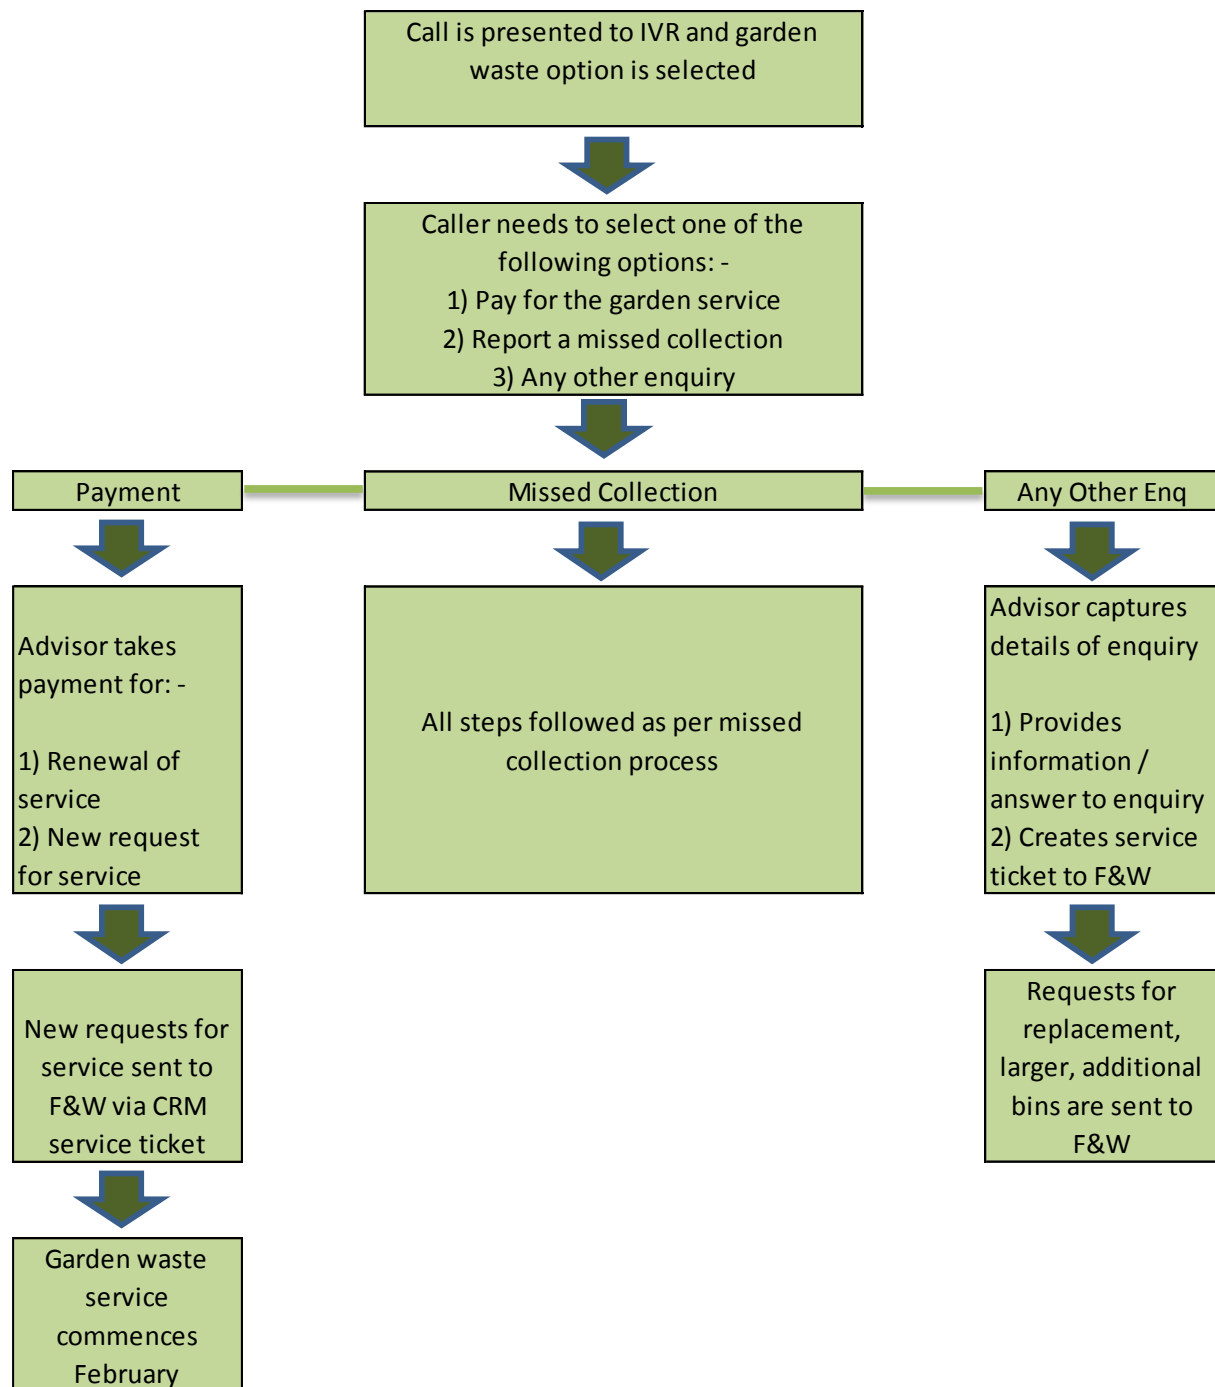 Call is presented to IVR and garden
waste option is selected
Caller needs to select one of the
following options: -
1) Pay for the garden service
2) Report a missed collection
3) Any other enquiry
Payment
Missed Collection
Any Other Enq
Advisor takes
payment for: -
1) Renewal of
service
2) New request
for service
All steps followed as per missed
collection process
Advisor captures
details of enquiry
1) Provides
information /
answer to enquiry
2) Creates service
ticket to F&W
New requests for
service sent to
F&W via CRM
service ticket
Requests for
replacement,
larger, additional
bins are sent to
F&W
Garden waste
service
commences
February